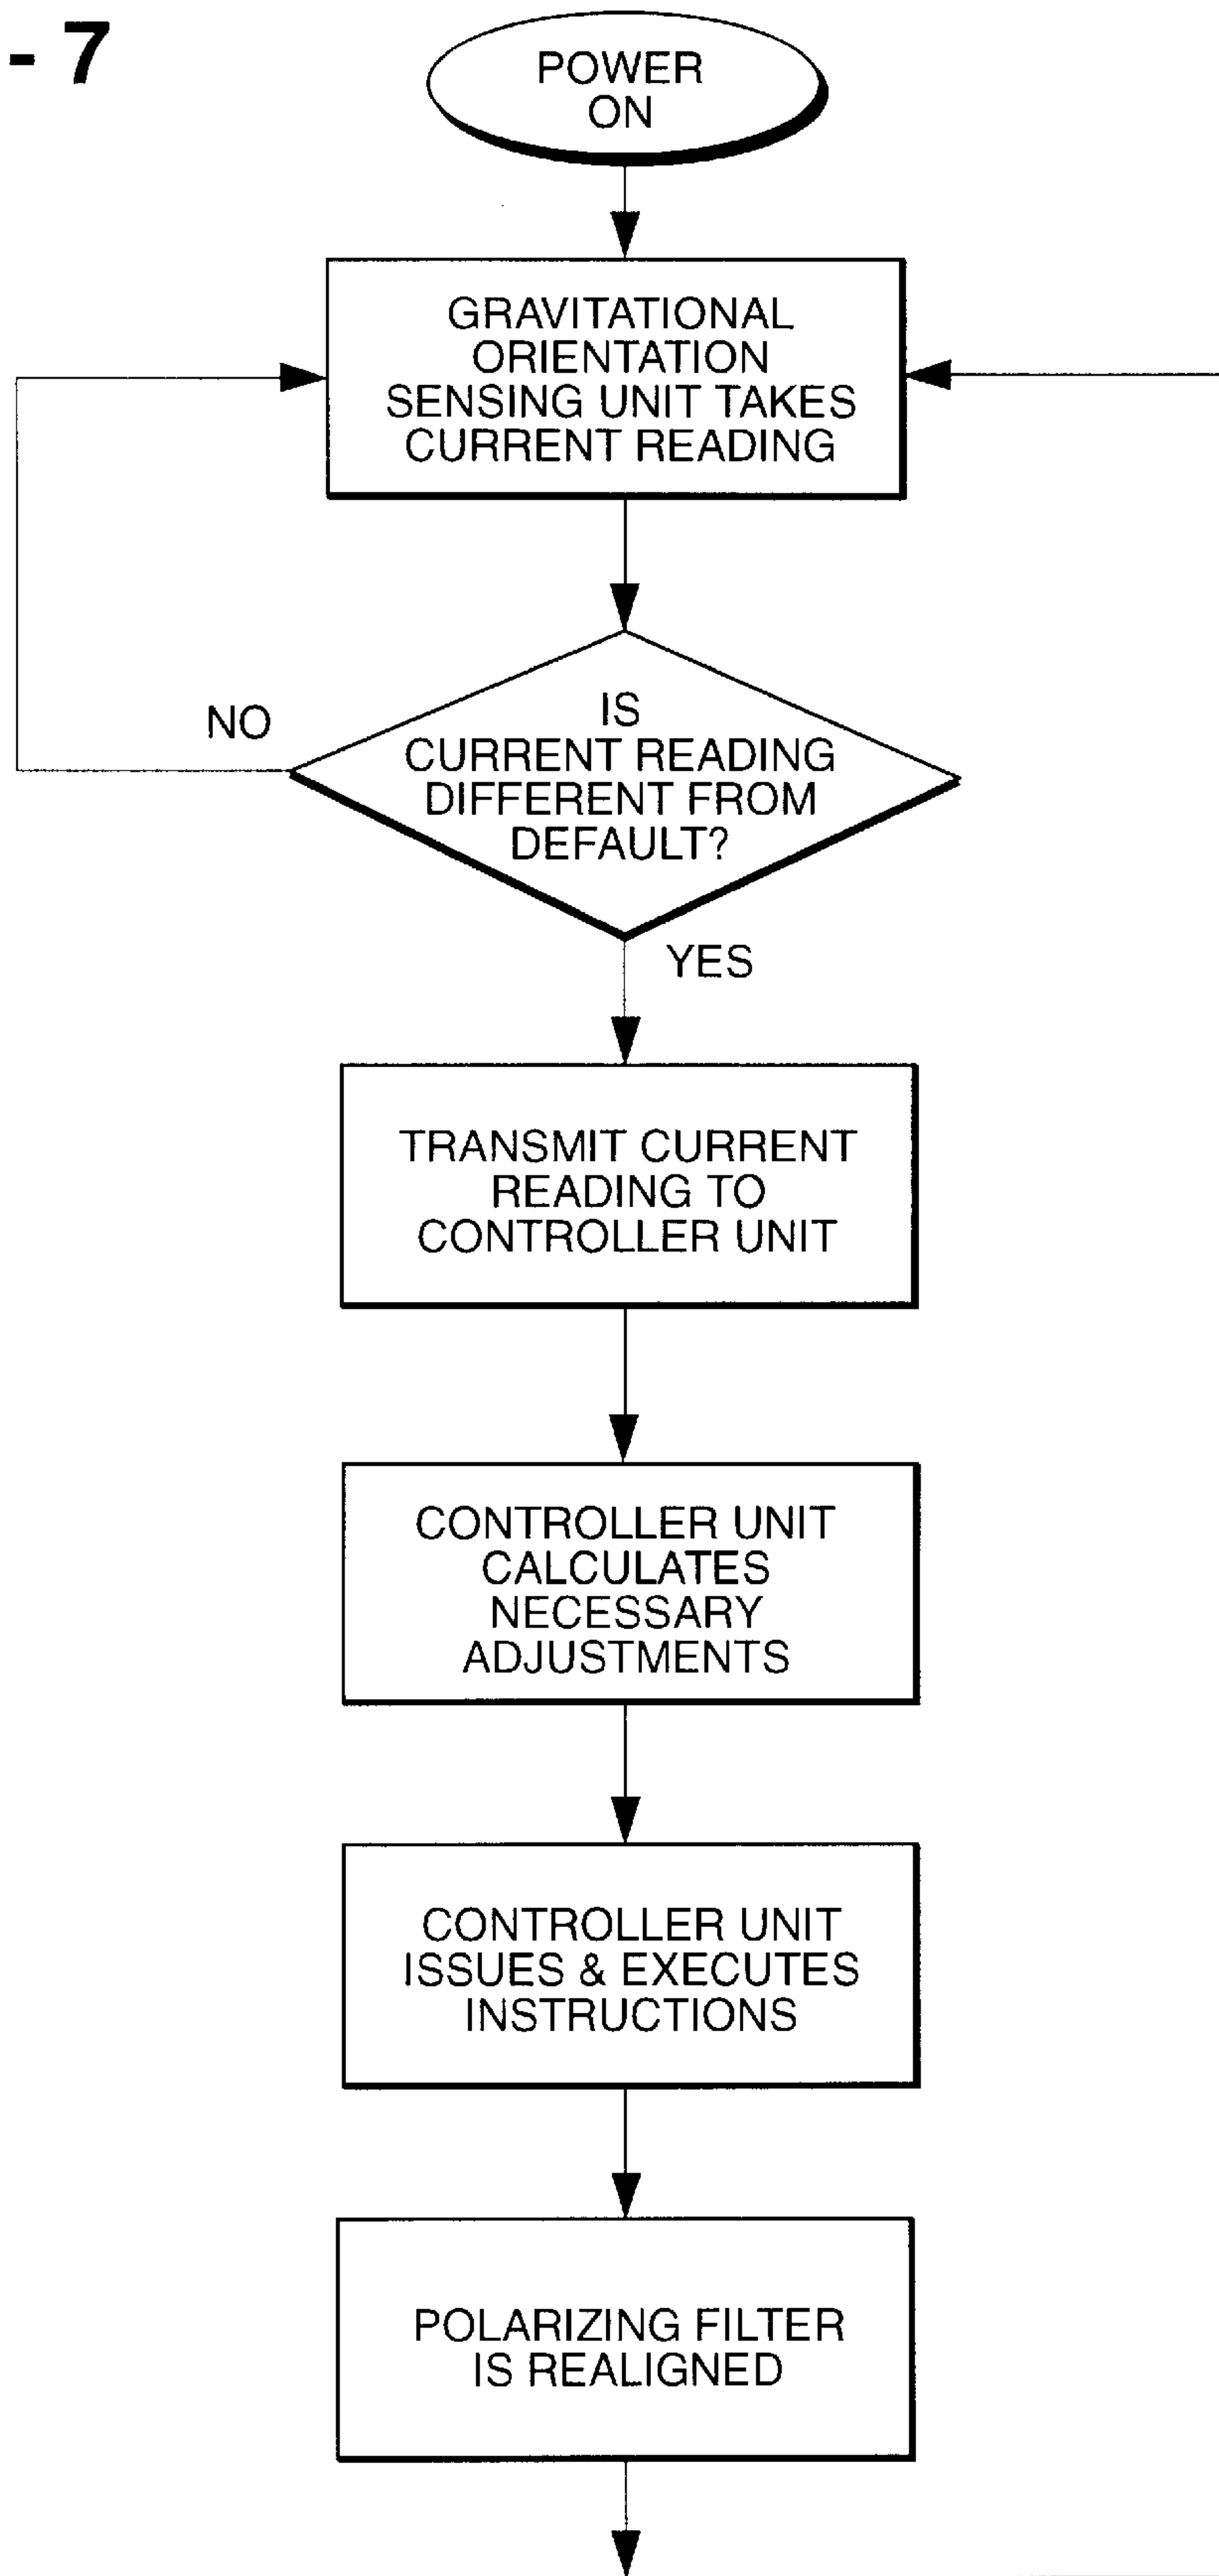 - 7
POWER
ON
GRAVITATIONAL
ORIENTATION
SENSING UNIT TAKES
CURRENT READING
NO
IS
CURRENT READING
DIFFERENT FROM
DEFAULT?
YES
TRANSMIT CURRENT
READING TO
CONTROLLER UNIT
CONTROLLER UNIT
CALCULATES
NECESSARY
ADJUSTMENTS
CONTROLLER UNIT
ISSUES & EXECUTES
INSTRUCTIONS
POLARIZING FILTER
IS REALIGNED